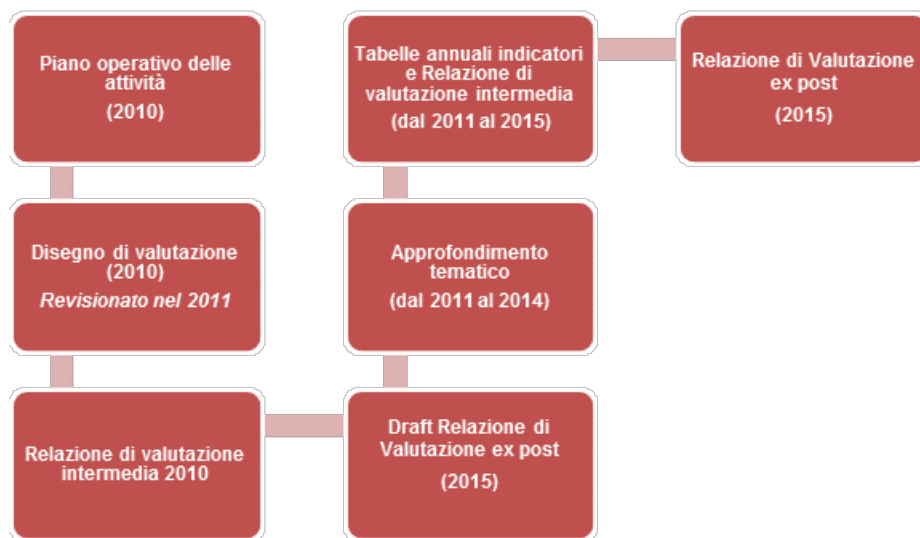 Piano operativo delle
attività
(2010)
Disegno di valutazione
(2010)
Revisionato nel 2011
Relazione di valutazione
intermedia 2010
Draft Relazione di
Valutazione ex post
(2015)
Approfondimento
tematico
(dal 2011 al 2014)
Tabelle annuali indicatori
e Relazione di
valutazione intermedia
(dal 2011 al 2015)
Relazione di Valutazione
ex post
(2015)